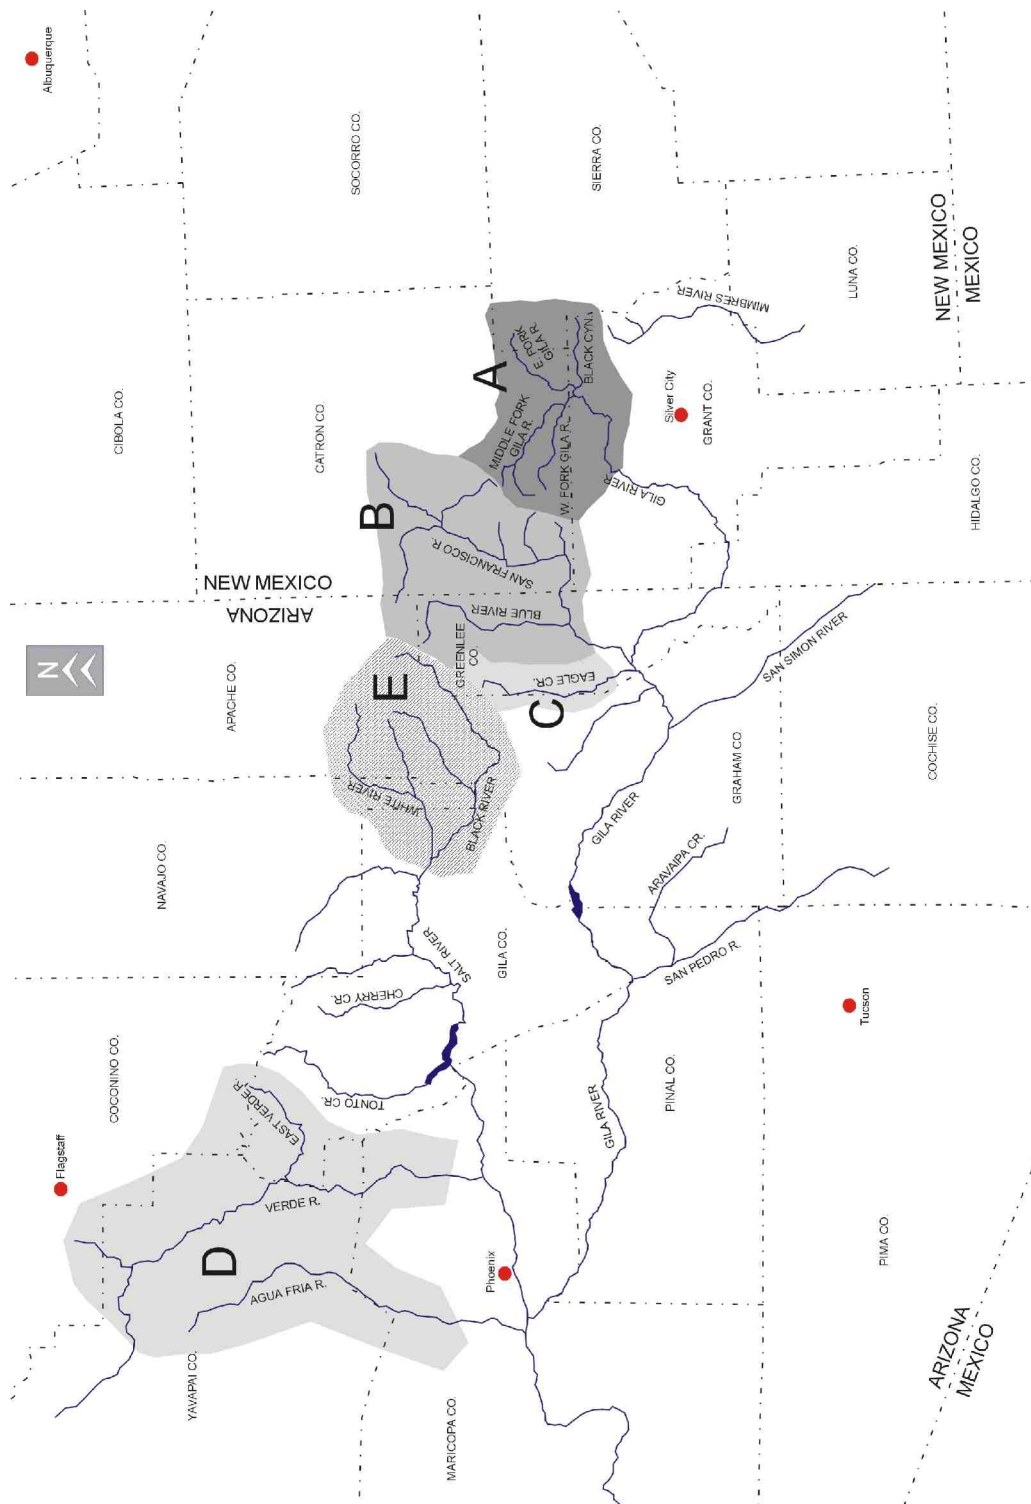 Albuquerque
SOCORRO CO.
SIERRA CO.
CIBOLA CO.
CATRON CO.
LUNA CO.
NEW MEXICO
MEXICO
MIMBRES RIVER
A
E. FORK
GILA R.
BLACK CYN.
MIDDLE FORK
GILA R.
W. FORK GILA R.
Silver City
GRANT CO.
GILA RIVER
HIDALGO CO.
B
SAN FRANCISCO R.
BLUE RIVER
NEW MEXICO
ARIZONA
N
APACHE CO.
GREENLEE
CO.
EAGLE CR.
C
E
SAN SIMON RIVER
WHITE RIVER
BLACK RIVER
GILA RIVER
GRAHAM CO.
COCHISE CO.
NAVAJO CO.
ARAVAIPA CR.
SAN PEDRO R.
SALT RIVER
GILA CO.
CHERRY CR.
Tucson
COCONINO CO.
TONTO CR.
PINAL CO.
GILA RIVER
EAST VERDE R.
Flagstaff
VERDE R.
D
AGUA FRIA R.
Phoenix
PIMA CO.
YAVAPAI CO.
MARICOPA CO.
ARIZONA
MEXICO